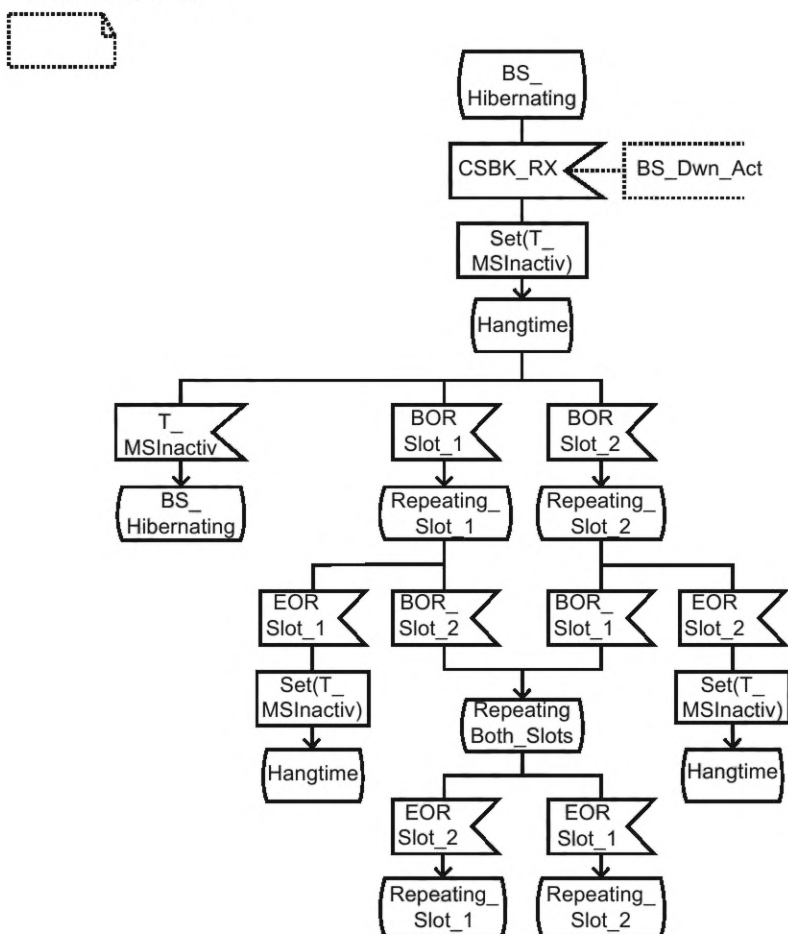 BS_
Hibernating
CSBK_RX
BS_Dwn_Act
Set(T_
MSInactiv)
Hangtime
T_
MSInactiv
BOR
Slot_1
BOR
Slot_2
BS_
Hibernating
Repeating_
Slot_1
Repeating_
Slot_2
EOR
Slot_1
BOR_
Slot_2
BOR_
Slot_1
EOR
Slot_2
Set(T_
MSInactiv)
Repeating
Both_Slots
Set(T_
MSInactiv)
Hangtime
Hangtime
EOR
Slot_2
EOR
Slot_1
Repeating_
Slot_1
Repeating_
Slot_2